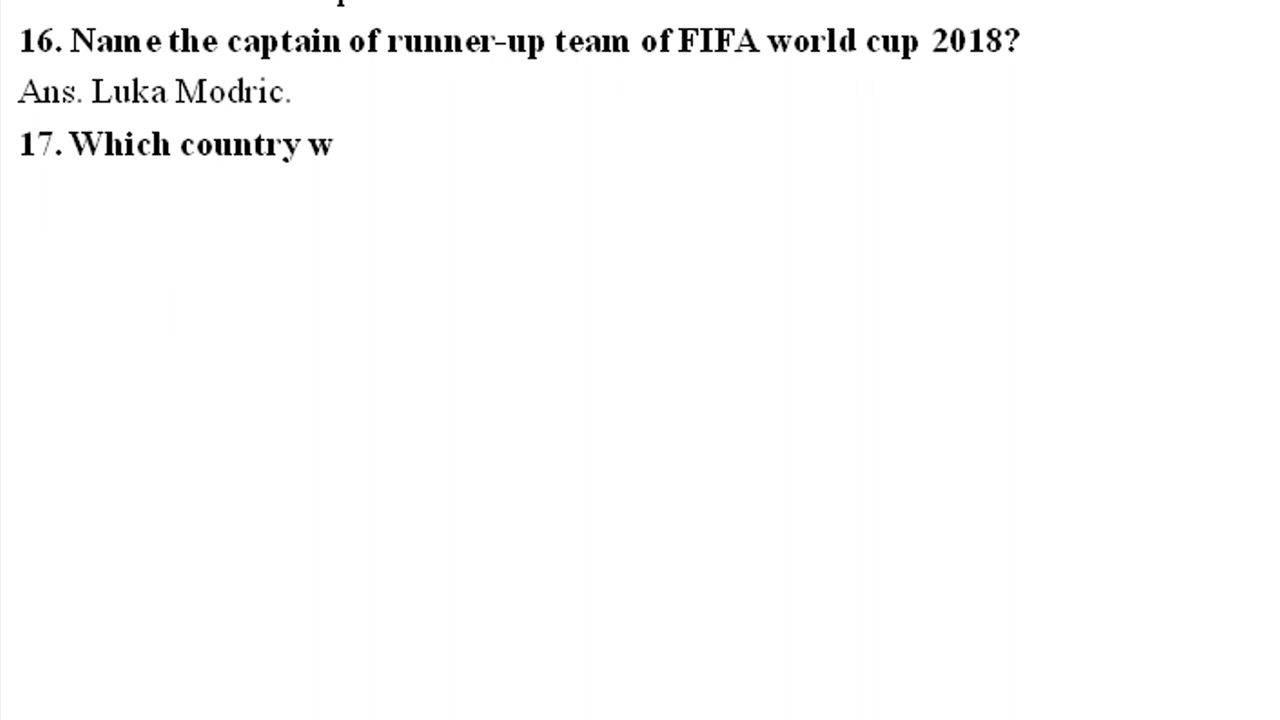 16. Name the captain of runner-up team of FIFA world cup 2018?
Ans. Luka Modric.
17. Which country w